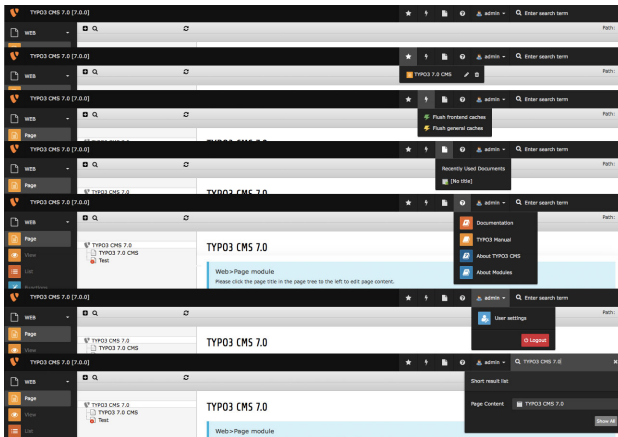 TYPO3 CMS 7.0 [7.0.0] admin Enter search term
WEB Path:
TYPO3 CMS 7.0 [7.0.0] admin Enter search term
WEB TYPO3 CMS 7.0 Path:
TYPO3 CMS 7.0 [7.0.0] admin Enter search term
WEB Flush frontend caches Path:
Flush general caches
Page
TYPO3 CMS 7.0 [7.0.0] admin Enter search term
WEB Recently Used Documents Path:
[No title]
Page TYPO3 CMS 7.0 TYPO3 CMS 7.0
TYPO3 CMS 7.0 [7.0.0] admin Enter search term
WEB Documentation Path:
Page TYPO3 CMS 7.0 TYPO3 CMS 7.0 TYPO3 Manual
View TYPO3 CMS 7.0 About TYPO3 CMS
Test
List Web>Page module About Modules
Please click the page title in the page tree to the left to edit page content.
Function
TYPO3 CMS 7.0 [7.0.0] admin Enter search term
WEB User settings Path:
Page TYPO3 CMS 7.0 TYPO3 CMS 7.0 Logout
View TYPO3 CMS 7.0
TYPO3 CMS 7.0 [7.0.0] admin TYPO3 CMS 7.0
WEB Short result list
Page TYPO3 CMS 7.0 TYPO3 CMS 7.0 Page Content TYPO3 CMS 7.0
View TYPO3 CMS 7.0 Show All
Test
List Web>Page module